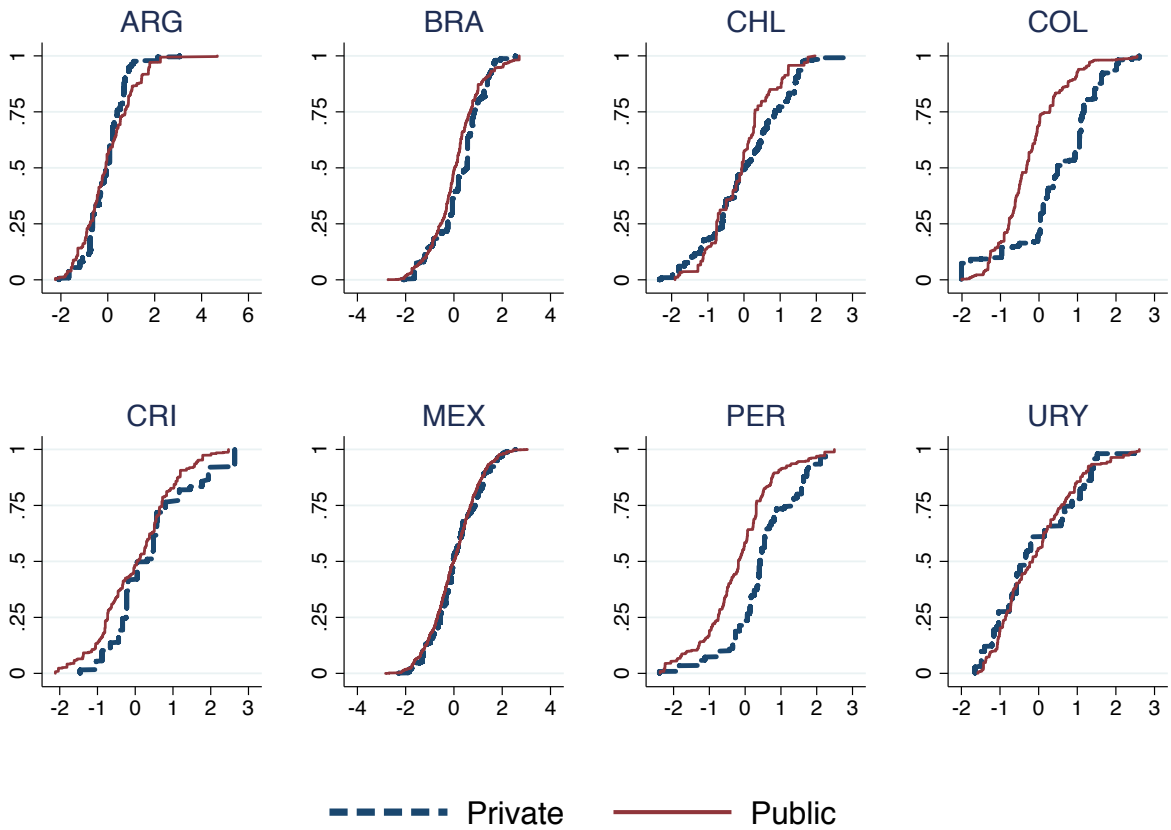 ARG BRA CHL COL
1 1 1 1
.75 .75 .75 .75
.5 .5 .5 .5
.25 .25 .25 .25
0 0 0 0
-2 0 2 4 6 -4 -2 0 2 4 -2 -1 0 1 2 3 -2 -1 0 1 2 3
CRI MEX PER URY
1 1 1 1
.75 .75 .75 .75
.5 .5 .5 .5
.25 .25 .25 .25
0 0 0 0
-2 -1 0 1 2 3 -4 -2 0 2 4 -2 -1 0 1 2 3 -2 -1 0 1 2 3
Private Public